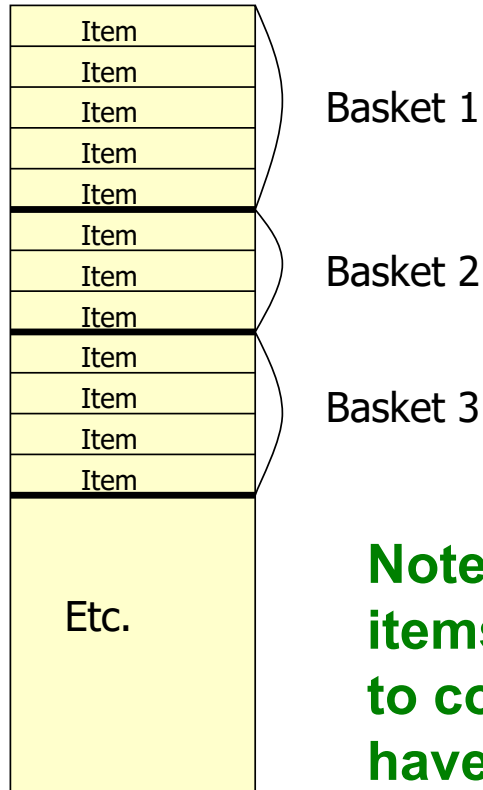 Item
Item
Item
Item
Item
Basket 1
Item
Item
Item
Basket 2
Item
Item
Item
Item
Basket 3
Etc.
Note
items
to co
have